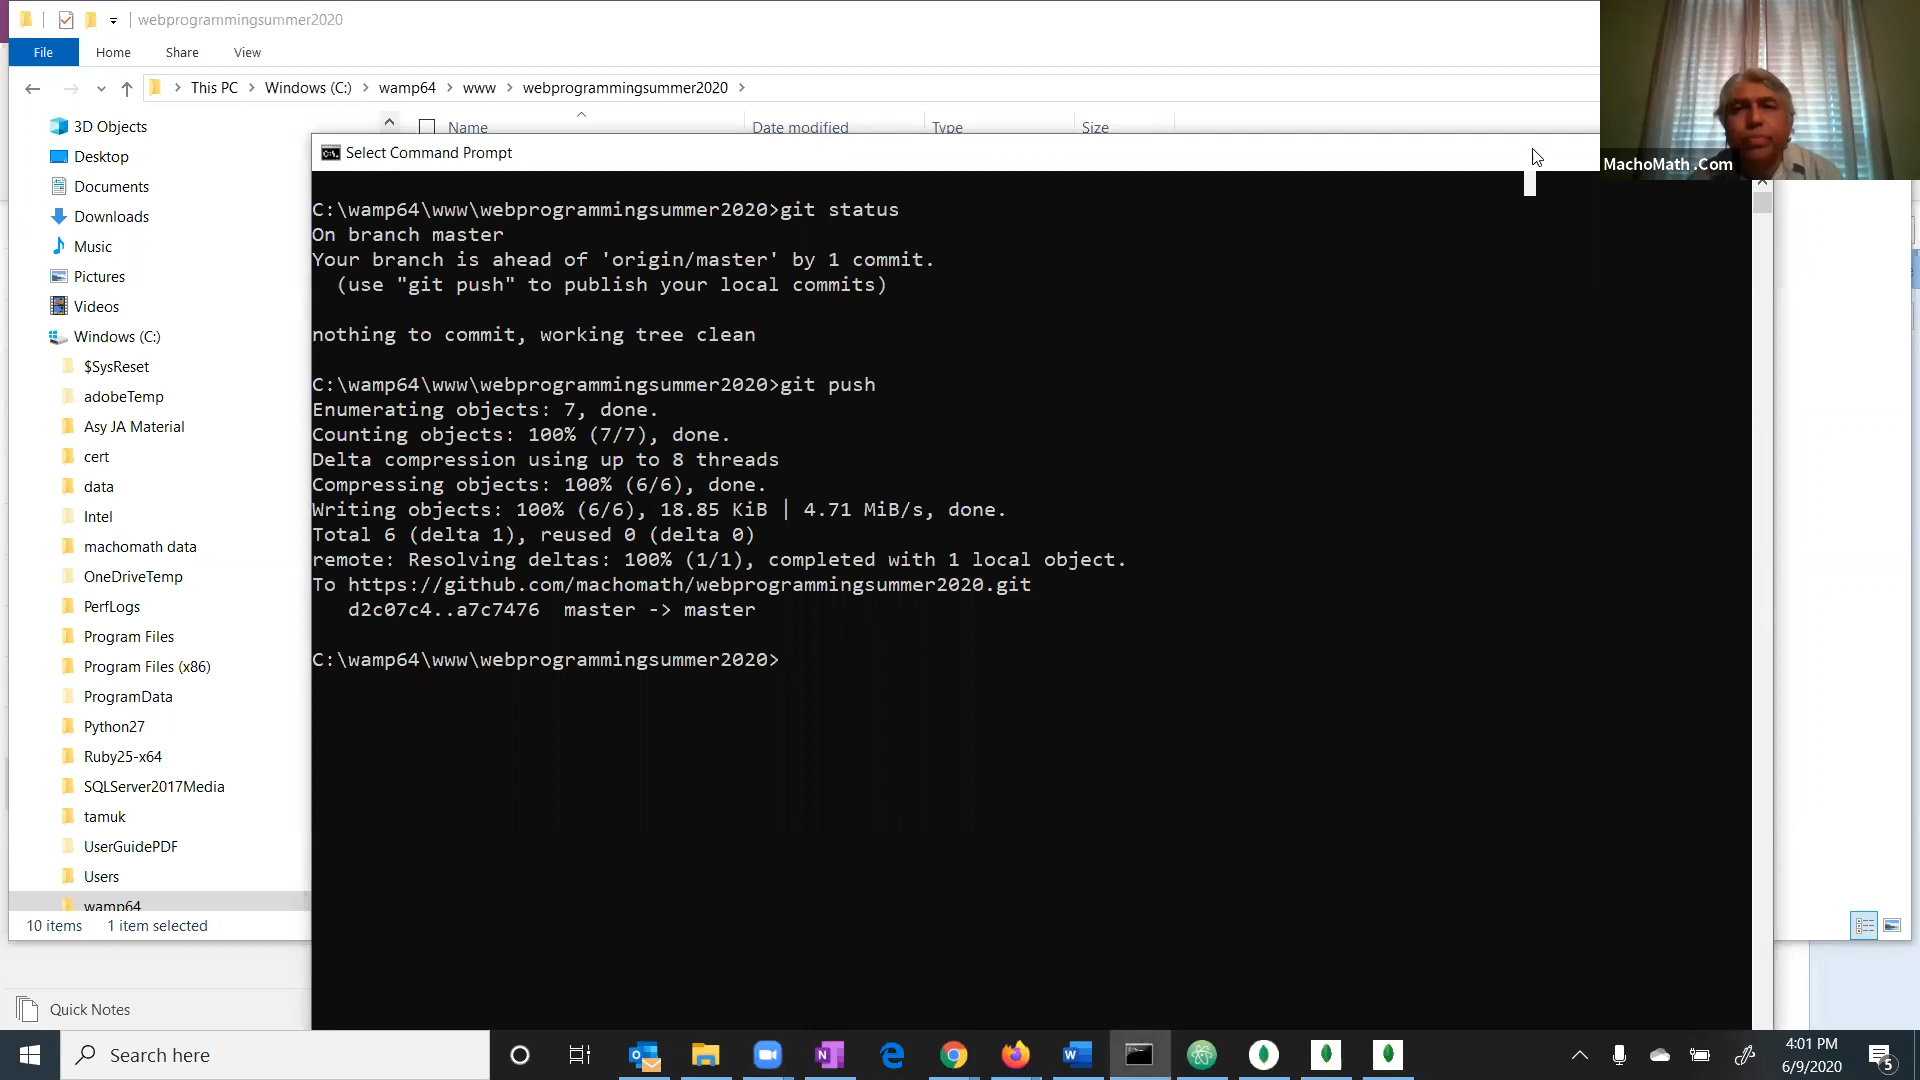 webprogrammingsummer2020
File Home Share View
This PC Windows (C:) wamp64 www webprogrammingsummer2020
3D Objects
Desktop
Documents
Downloads
Music
Pictures
Videos
Windows (C:)
$SysReset
adobeTemp
Asy JA Material
cert
data
Intel
machomath data
OneDriveTemp
PerfLogs
Program Files
Program Files (x86)
ProgramData
Python27
Ruby25-x64
SQLServer2017Media
tamuk
UserGuidePDF
Users
wamp64
10 items 1 item selected
Quick Notes
Name Date modified Type Size
Select Command Prompt
C:\wamp64\www\webprogrammingsummer2020>git status
On branch master
Your branch is ahead of 'origin/master' by 1 commit.
(use "git push" to publish your local commits)
nothing to commit, working tree clean
C:\wamp64\www\webprogrammingsummer2020>git push
Enumerating objects: 7, done.
Counting objects: 100% (7/7), done.
Delta compression using up to 8 threads
Compressing objects: 100% (6/6), done.
Writing objects: 100% (6/6), 18.85 KiB | 4.71 MiB/s, done.
Total 6 (delta 1), reused 0 (delta 0)
remote: Resolving deltas: 100% (1/1), completed with 1 local object.
To https://github.com/machomath/webprogrammingsummer2020.git
d2c07c4..a7c7476 master -> master
C:\wamp64\www\webprogrammingsummer2020>
MachoMath .Com
Search here
4:01 PM
6/9/2020
5